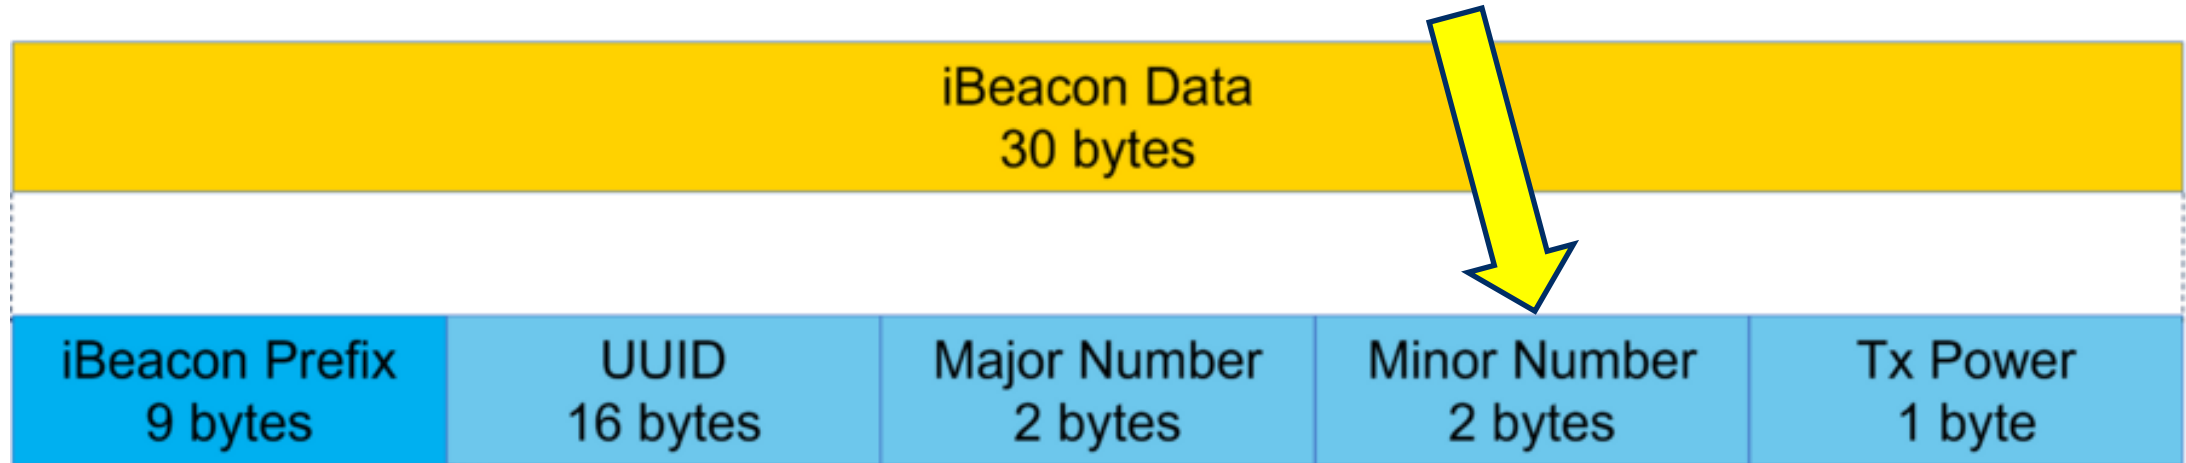 iBeacon Data
30 bytes
iBeacon Prefix
9 bytes
UUID
16 bytes
Major Number
2 bytes
Minor Number
2 bytes
Tx Power
1 byte